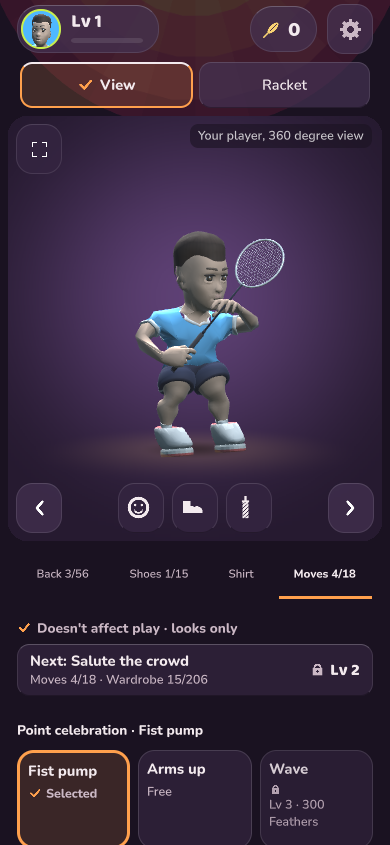 Lv 1
0
View
Racket
Your player, 360 degree view
Back 3/56
Shoes 1/15
Shirt
Moves 4/18
Doesn't affect play · looks only
Next: Salute the crowd
Moves 4/18 · Wardrobe 15/206
Lv 2
Point celebration · Fist pump
Fist pump
Selected
Arms up
Free
Wave
Lv 3 · 300
Feathers